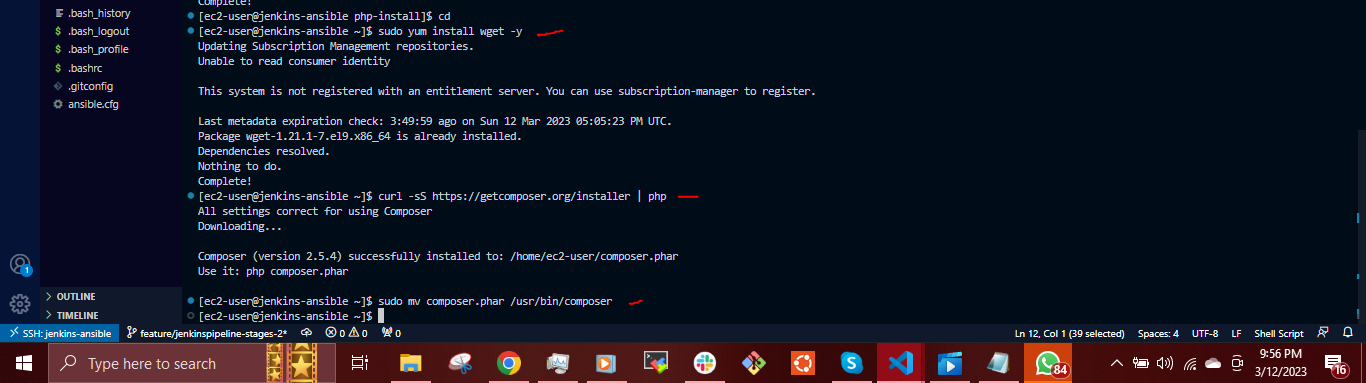 Complete!
.bash_history
.bash_logout
.bash_profile
.bashrc
.gitconfig
ansible.cfg
[ec2-user@jenkins-ansible php-install]$ cd
[ec2-user@jenkins-ansible ~]$ sudo yum install wget -y
Updating Subscription Management repositories.
Unable to read consumer identity
This system is not registered with an entitlement server. You can use subscription-manager to register.
Last metadata expiration check: 3:49:59 ago on Sun 12 Mar 2023 05:05:23 PM UTC.
Package wget-1.21.1-7.el9.x86_64 is already installed.
Dependencies resolved.
Nothing to do.
Complete!
[ec2-user@jenkins-ansible ~]$ curl -sS https://getcomposer.org/installer | php
All settings correct for using Composer
Downloading...
Composer (version 2.5.4) successfully installed to: /home/ec2-user/composer.phar
Use it: php composer.phar
[ec2-user@jenkins-ansible ~]$ sudo mv composer.phar /usr/bin/composer
[ec2-user@jenkins-ansible ~]$
1
OUTLINE
TIMELINE
SSH: jenkins-ansible feature/jenkinspipeline-stages-2* 0 0 0 Ln 12, Col 1 (39 selected) Spaces: 4 UTF-8 LF Shell Script
Type here to search
84
9:56 PM
3/12/2023
16